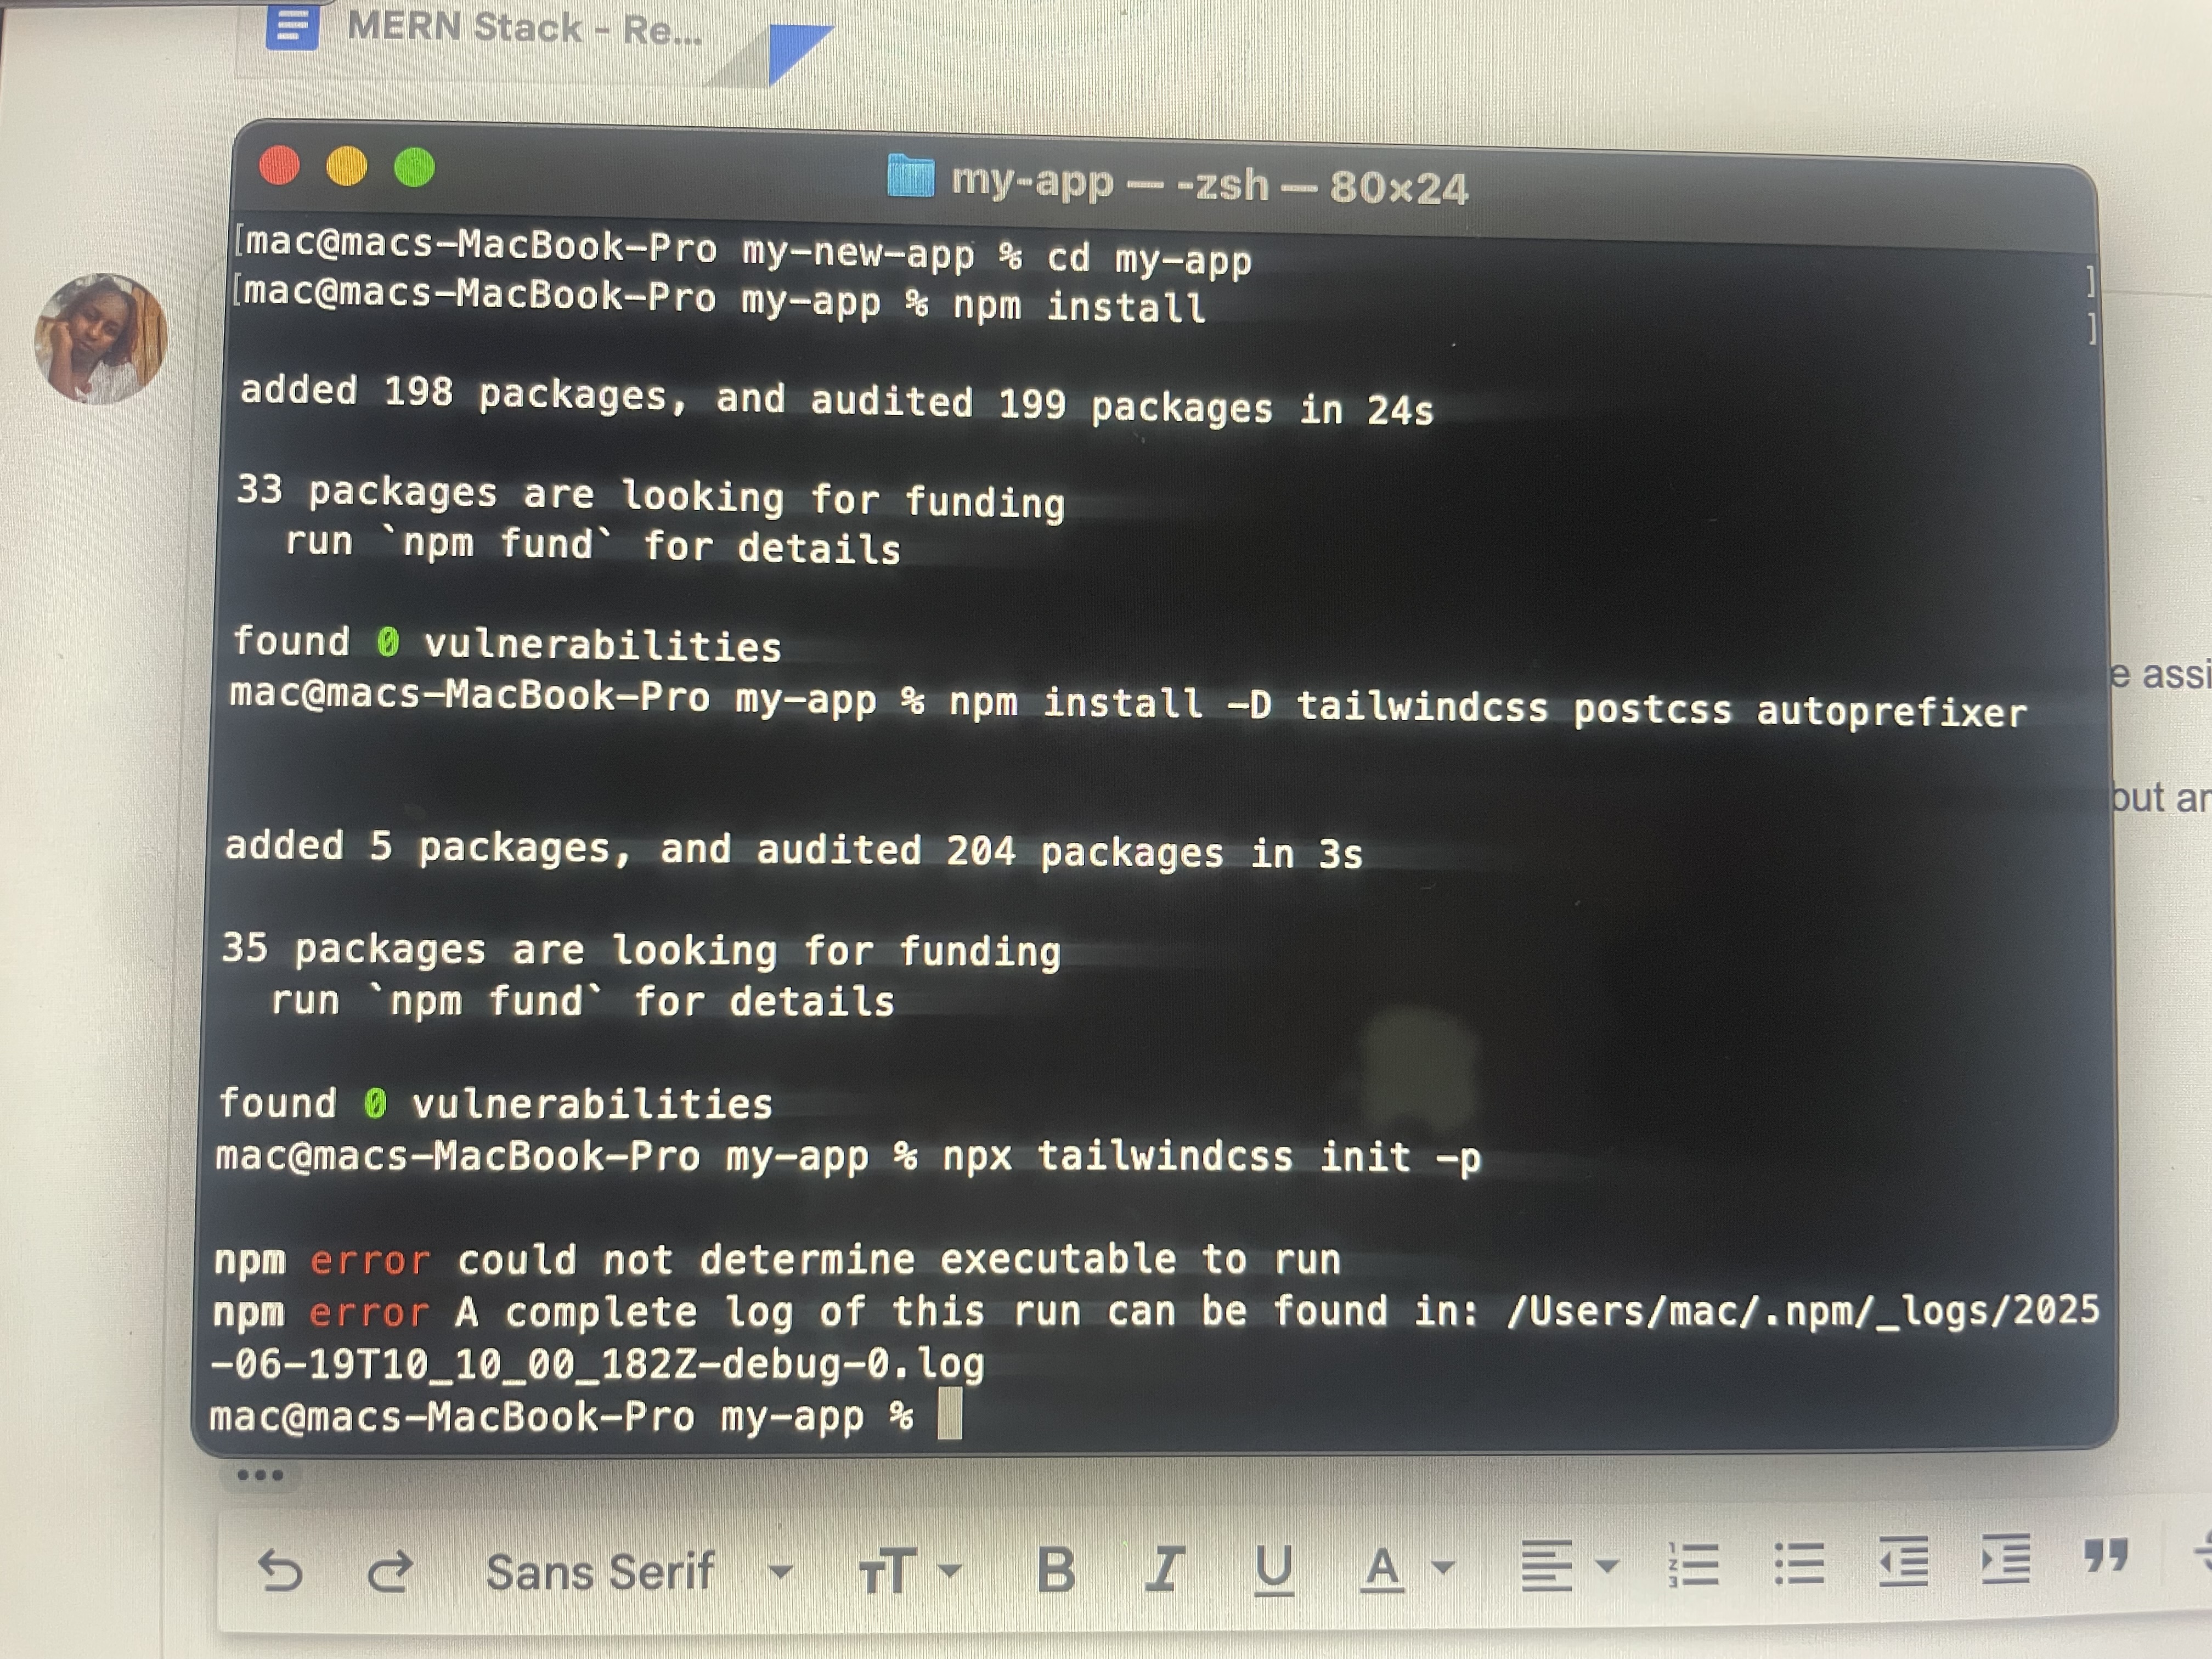 MERN Stack - Re...
my-app — -zsh — 80×24
[mac@macs-MacBook-Pro my-new-app % cd my-app ]
[mac@macs-MacBook-Pro my-app % npm install ]
added 198 packages, and audited 199 packages in 24s
33 packages are looking for funding
run `npm fund` for details
found 0 vulnerabilities
mac@macs-MacBook-Pro my-app % npm install -D tailwindcss postcss autoprefixer
added 5 packages, and audited 204 packages in 3s
35 packages are looking for funding
run `npm fund` for details
found 0 vulnerabilities
mac@macs-MacBook-Pro my-app % npx tailwindcss init -p
npm error could not determine executable to run
npm error A complete log of this run can be found in: /Users/mac/.npm/_logs/2025
-06-19T10_10_00_182Z-debug-0.log
mac@macs-MacBook-Pro my-app %
e assi
but ar
Sans Serif